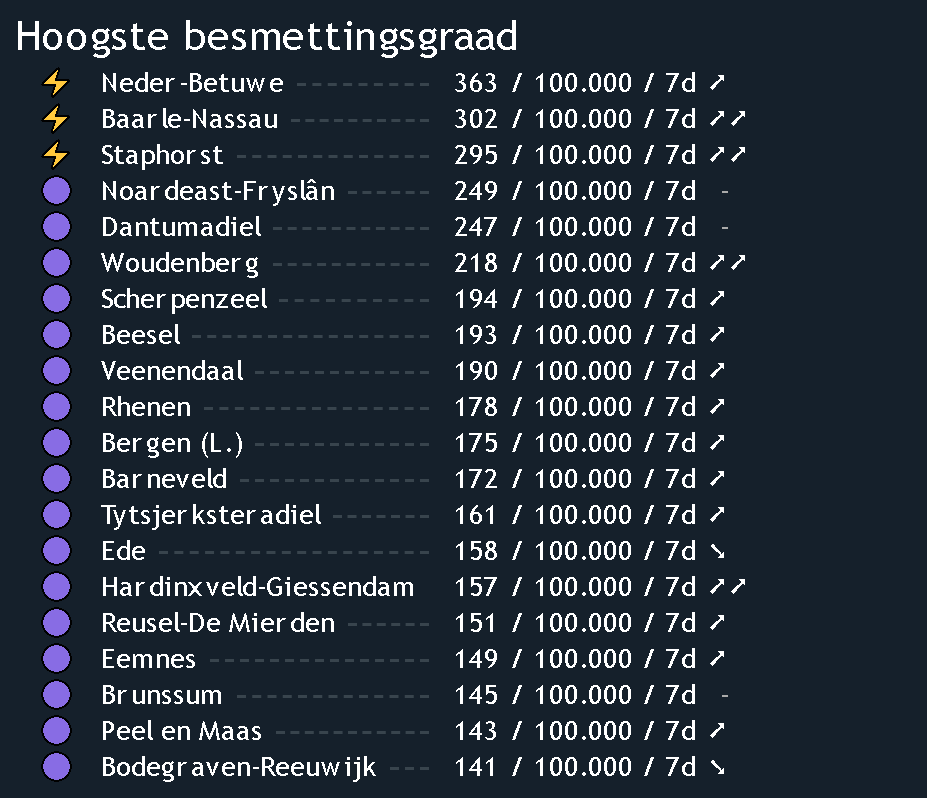 Hoogste besmettingsgraad
⚡ Neder-Betuwe ---------- 363 / 100.000 / 7d ➚
⚡ Baarle-Nassau ---------- 302 / 100.000 / 7d ➚➚
⚡ Staphorst -------------- 295 / 100.000 / 7d ➚➚
Noardeast-Fryslân ------ 249 / 100.000 / 7d -
Dantumadiel ------------ 247 / 100.000 / 7d -
Woudenberg ------------ 218 / 100.000 / 7d ➚➚
Scherpenzeel ----------- 194 / 100.000 / 7d ➚
Beesel ------------------ 193 / 100.000 / 7d ➚
Veenendaal ------------- 190 / 100.000 / 7d ➚
Rhenen ----------------- 178 / 100.000 / 7d ➚
Bergen (L.) ------------- 175 / 100.000 / 7d ➚
Barneveld -------------- 172 / 100.000 / 7d ➚
Tytsjerksteradiel ------- 161 / 100.000 / 7d ➚
Ede --------------------- 158 / 100.000 / 7d ➘
Hardinxveld-Giessendam 157 / 100.000 / 7d ➚➚
Reusel-De Mierden ------ 151 / 100.000 / 7d ➚
Eemnes ----------------- 149 / 100.000 / 7d ➚
Brunssum --------------- 145 / 100.000 / 7d -
Peel en Maas ----------- 143 / 100.000 / 7d ➚
Bodegraven-Reeuwijk --- 141 / 100.000 / 7d ➘